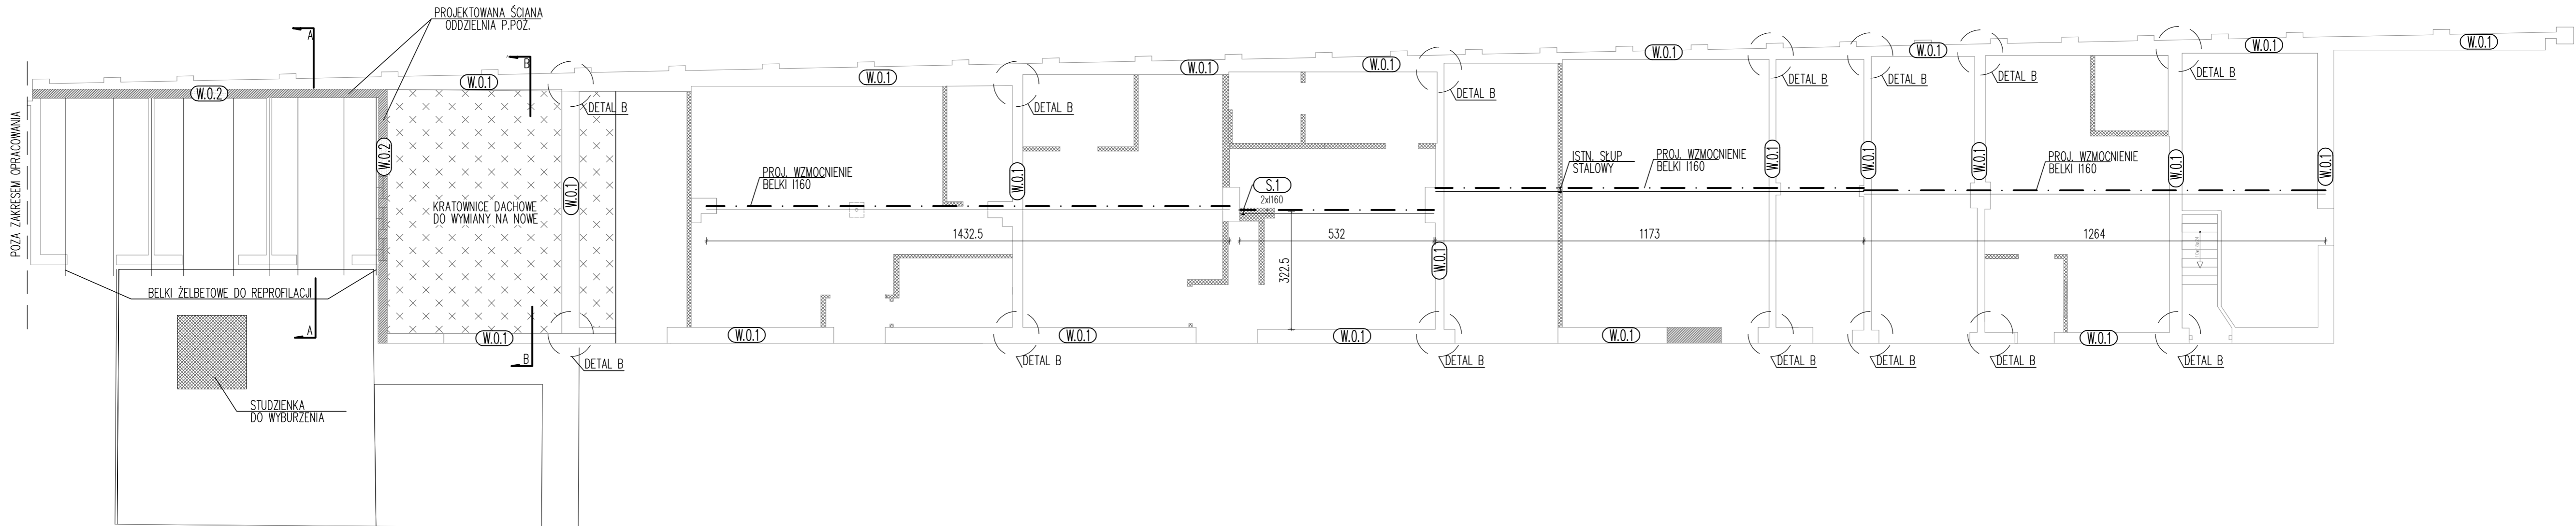 PROJEKTOWANA ŚCIANA
ODDZIELNIA P.POŻ.
A
B
W.O.1
W.O.1
W.O.1
W.O.1
W.O.1
W.O.1
W.O.1
W.O.1
W.O.2
DETAL B
DETAL B
DETAL B
DETAL B
DETAL B
DETAL B
DETAL B
POZA ZAKRESEM OPRACOWANIA
W.O.2
W.O.1
W.O.1
W.O.1
W.O.1
W.O.1
W.O.1
W.O.1
W.O.1
KRATOWNICE DACHOWE
DO WYMIANY NA NOWE
PROJ. WZMOCNIENIE
BELKI I160
S.1
2xI160
ISTN. SŁUP
STALOWY
PROJ. WZMOCNIENIE
BELKI I160
PROJ. WZMOCNIENIE
BELKI I160
1432.5
532
1173
1264
322.5
BELKI ŻELBETOWE DO REPROFILACJI
A
B
W.O.1
W.O.1
W.O.1
W.O.1
W.O.1
W.O.1
DETAL B
DETAL B
DETAL B
DETAL B
DETAL B
DETAL B
DETAL B
STUDZIENKA
DO WYBURZENIA